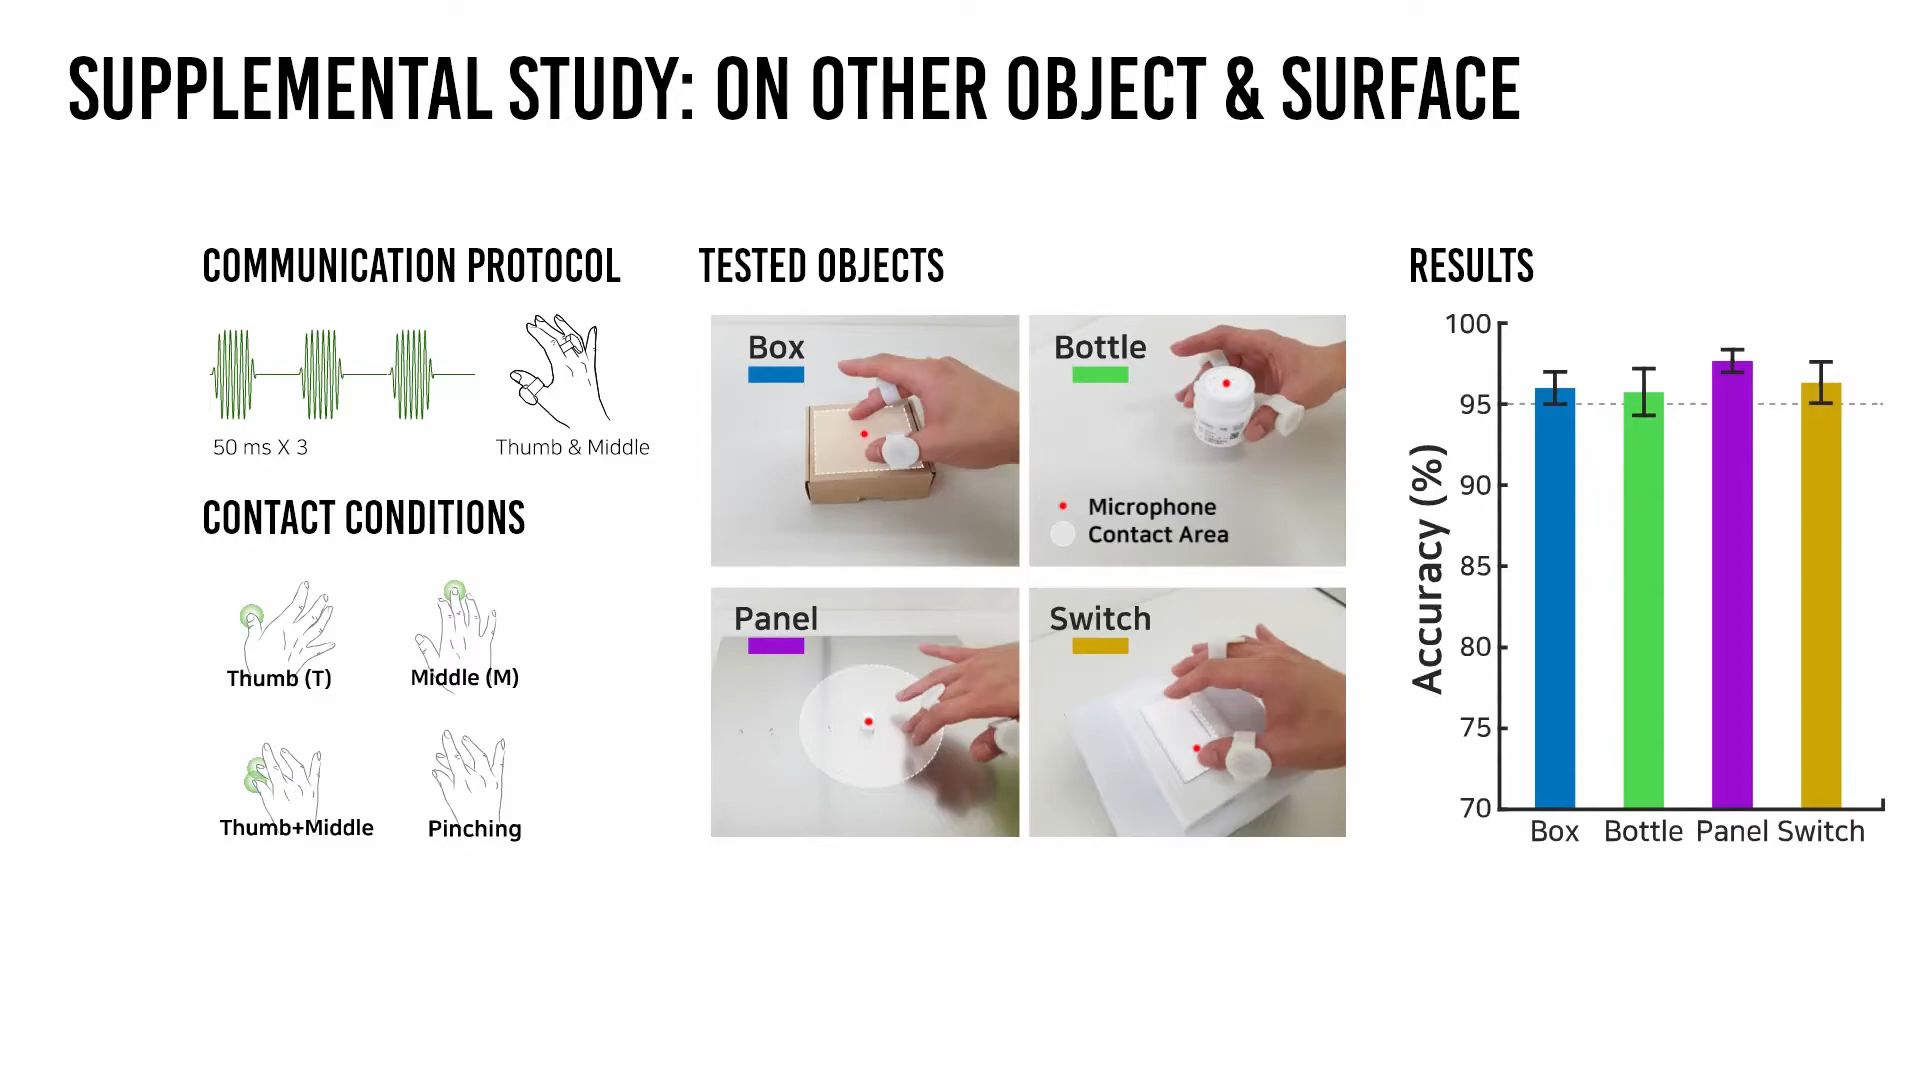 SUPPLEMENTAL STUDY: ON OTHER OBJECT & SURFACE
COMMUNICATION PROTOCOL
50 ms X 3
Thumb & Middle
CONTACT CONDITIONS
Thumb (T)
Middle (M)
Thumb+Middle
Pinching
TESTED OBJECTS
Box
Bottle
Microphone
Contact Area
Panel
Switch
RESULTS
Accuracy (%)
100
95
90
85
80
75
70
Box Bottle Panel Switch